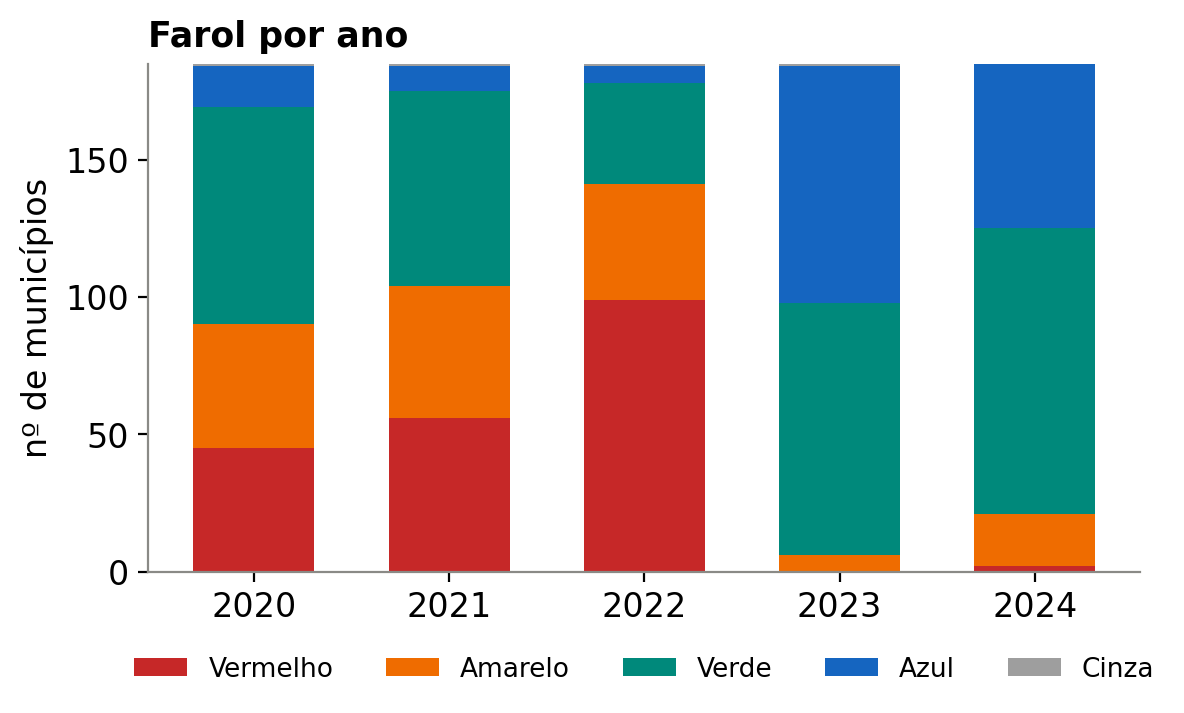 Farol por ano
nº de municípios
150
100
50
0
2020 2021 2022 2023 2024
Vermelho Amarelo Verde Azul Cinza